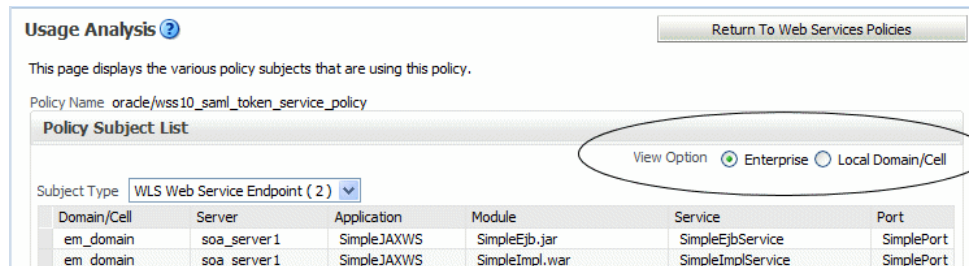 Usage Analysis
Return To Web Services Policies
This page displays the various policy subjects that are using this policy.
Policy Name oracle/wss10_saml_token_service_policy
Policy Subject List
View Option Enterprise Local Domain/Cell
Subject Type WLS Web Service Endpoint ( 2 )
Domain/Cell Server Application Module Service Port
em_domain soa_server1 SimpleJAXWS SimpleEjb.jar SimpleEjbService SimplePort
em_domain soa_server1 SimpleJAXWS SimpleImpl.war SimpleImplService SimplePort